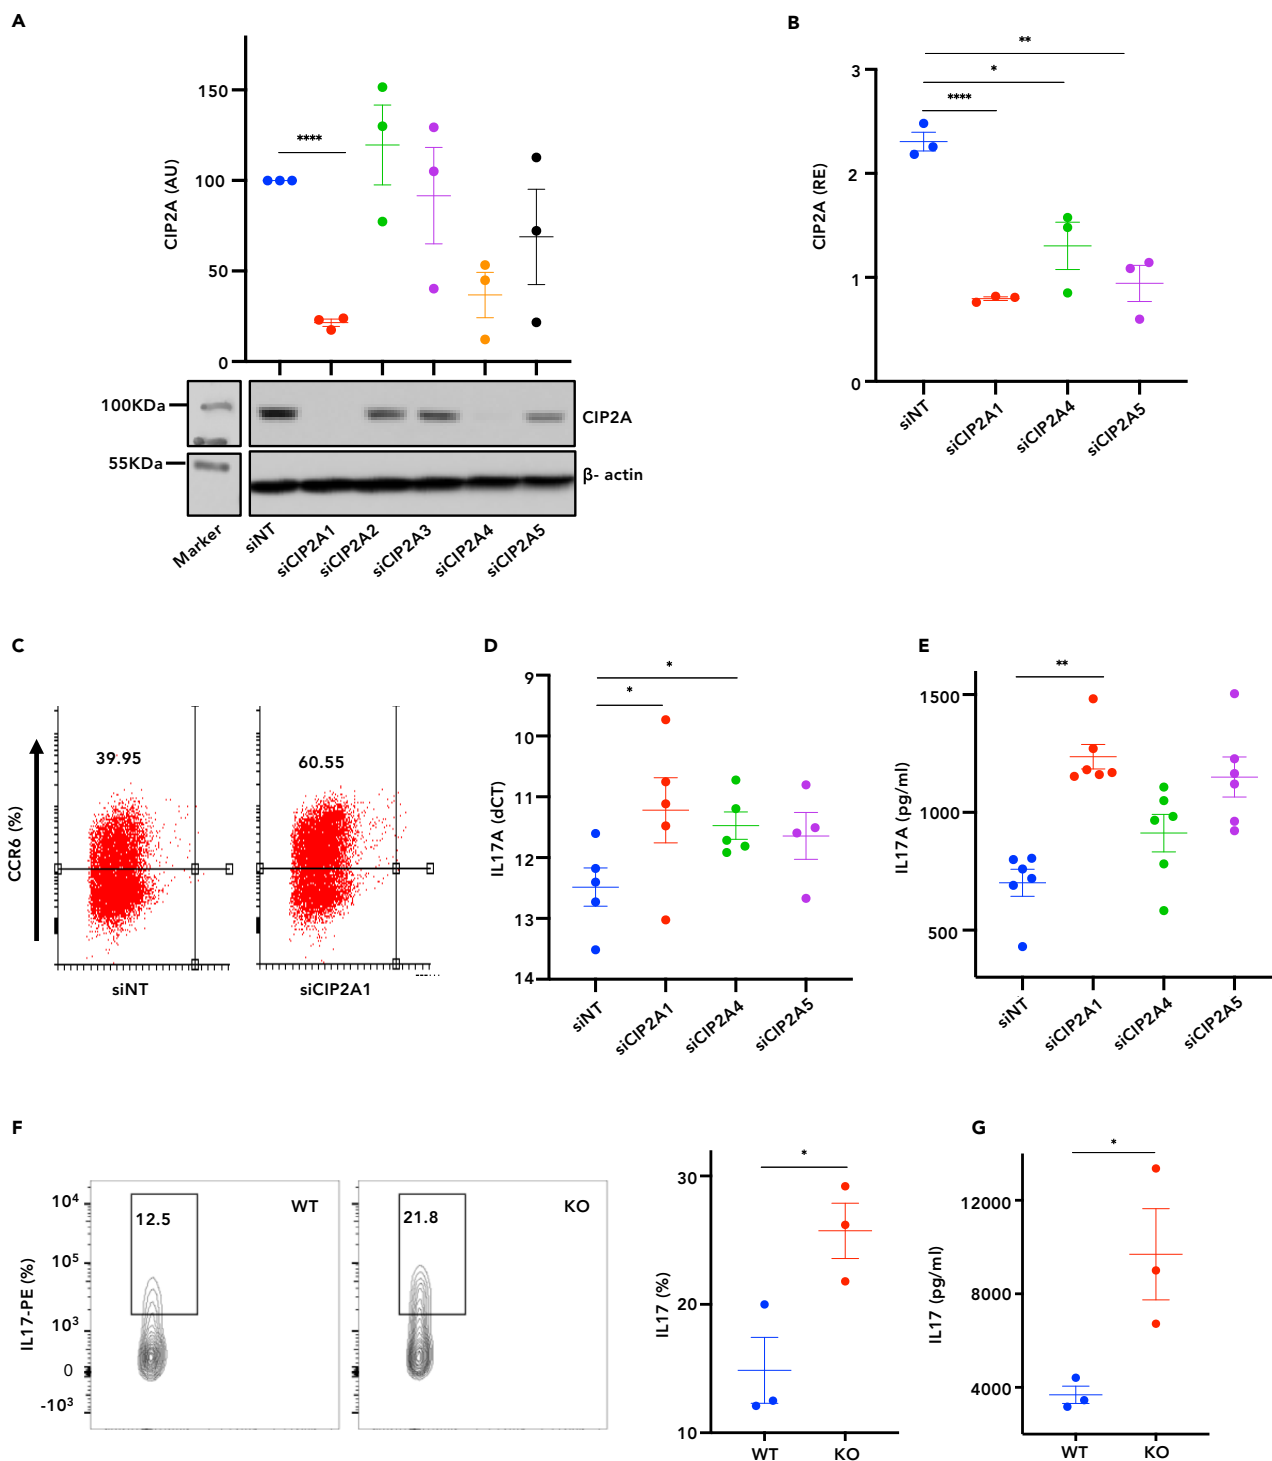 A
CIP2A (AU)
150
100
50
0
****
100KDa
55KDa
CIP2A
β- actin
Marker
siNT
siCIP2A1
siCIP2A2
siCIP2A3
siCIP2A4
siCIP2A5
B
CIP2A (RE)
3
2
1
0
**
*
****
siNT
siCIP2A1
siCIP2A4
siCIP2A5
C
CCR6 (%)
39.95
60.55
siNT
siCIP2A1
D
IL17A (dCT)
9
10
11
12
13
14
*
*
siNT
siCIP2A1
siCIP2A4
siCIP2A5
E
IL17A (pg/ml)
1500
1000
500
**
siNT
siCIP2A1
siCIP2A4
siCIP2A5
F
IL17-PE (%)
10⁴
10⁵
10³
0
-10³
12.5
WT
21.8
KO
IL17 (%)
30
20
10
*
WT
KO
G
IL17 (pg/ml)
12000
8000
4000
*
WT
KO